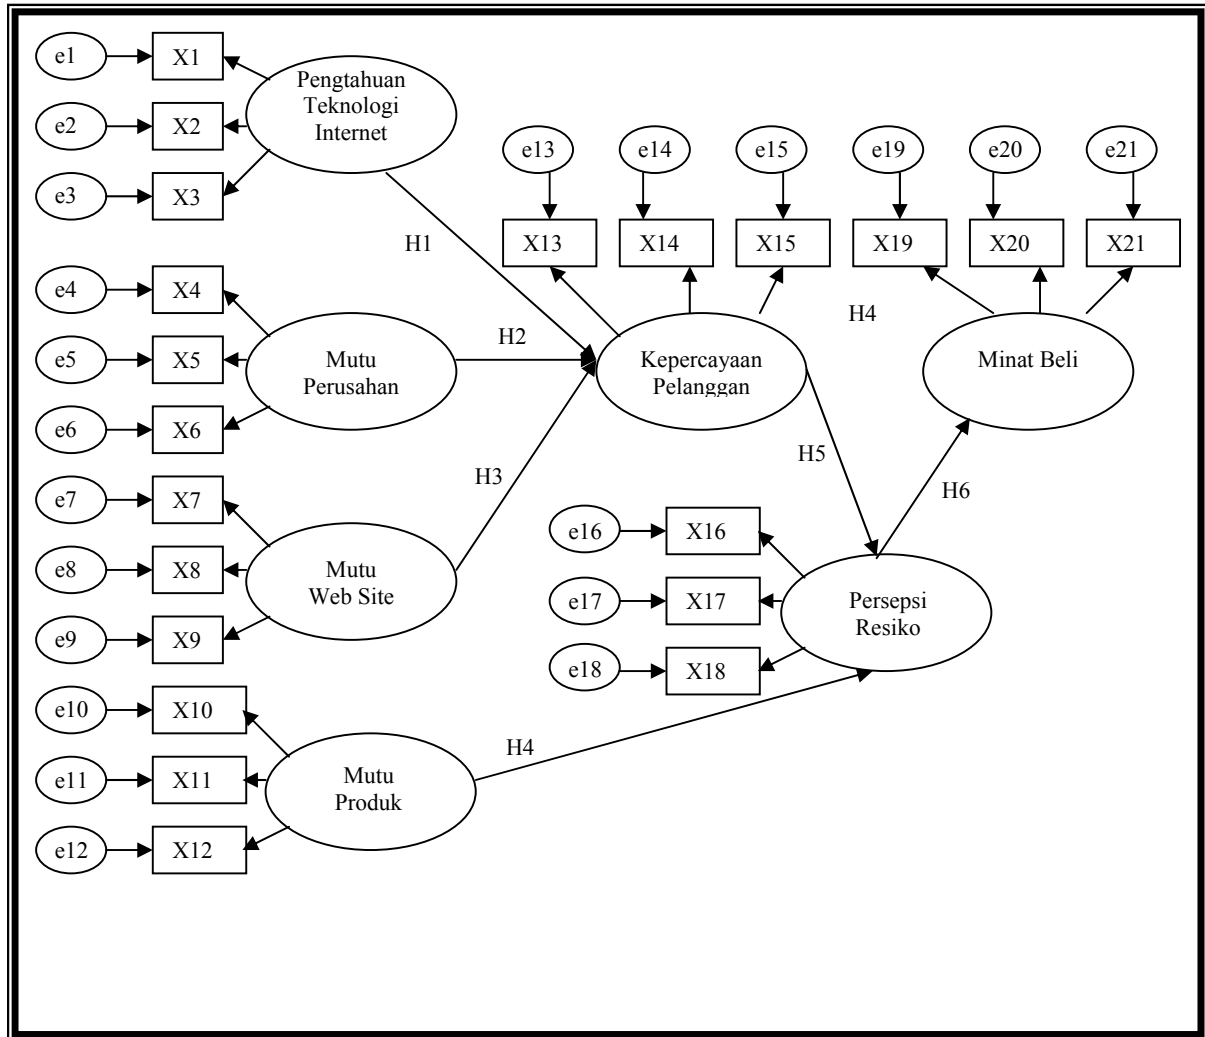 e1
X1
Pengtahuan
Teknologi
Internet
e2
X2
e3
X3
H1
e13
e14
e15
e19
e20
e21
X13
X14
X15
X19
X20
X21
e4
X4
H4
Mutu
Perusahan
H2
Kepercayaan
Pelanggan
Minat Beli
e5
X5
e6
X6
H3
H5
H6
e7
X7
e8
X8
Mutu
Web Site
e9
X9
e16
X16
e17
X17
Persepsi
Resiko
e18
X18
e10
X10
H4
e11
X11
Mutu
Produk
e12
X12